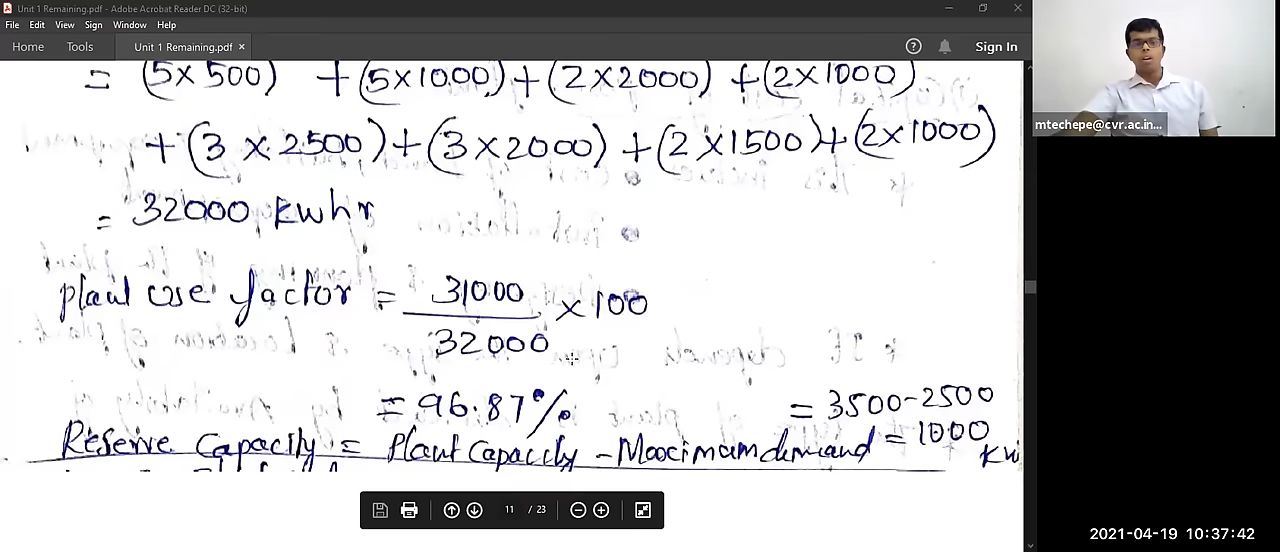 Unit 1 Remaining.pdf - Adobe Acrobat Reader DC (32-bit)
File Edit View Sign Window Help
Home Tools Unit 1 Remaining.pdf × Sign In
= (5×500) +(5×1000)+(2×2000) +(2×1000)
+(3×2500)+(3×2000)+(2×1500)+(2×1000)
= 32000 kwhr
plant use factor = 31000
× 100
32000
= 96.87%
= 3500-2500
Reserve Capacity = Plant Capacity - Maximum demand = 1000
kw
11 / 23
mtechepe@cvr.ac.in...
2021-04-19 10:37:42